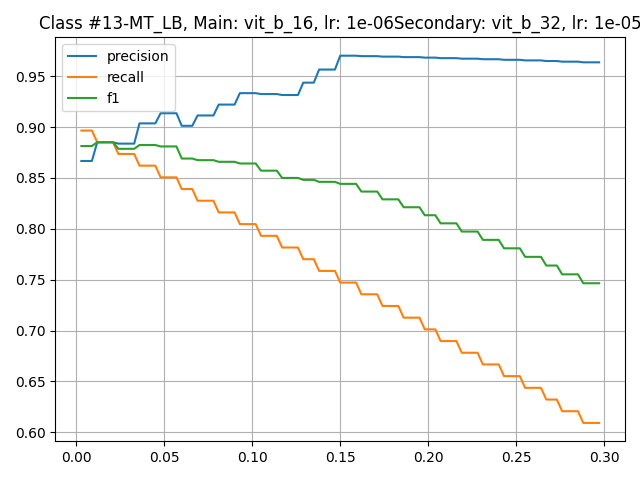 Class #13-MT_LB, Main: vit_b_16, lr: 1e-06Secondary: vit_b_32, lr: 1e-05
precision
recall
f1
0.95
0.90
0.85
0.80
0.75
0.70
0.65
0.60
0.00 0.05 0.10 0.15 0.20 0.25 0.30